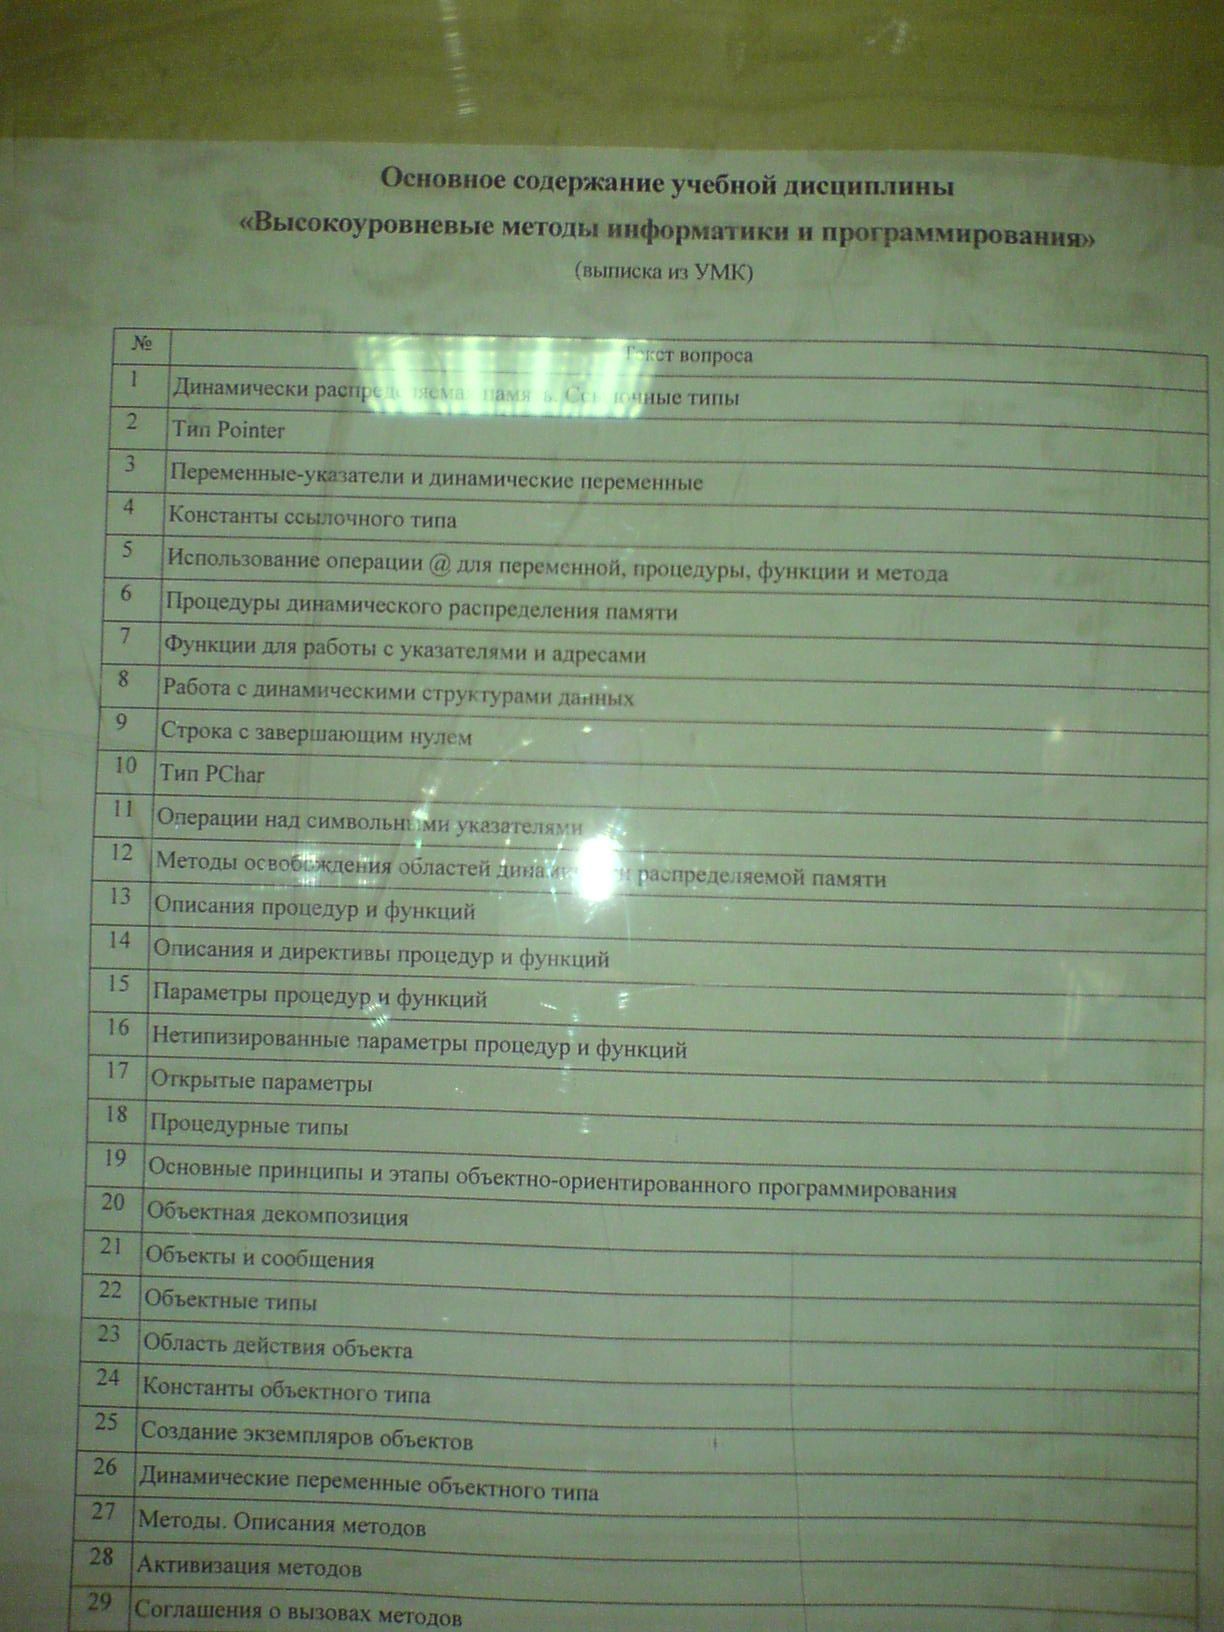 Основное содержание учебной дисциплины
«Высокоуровневые методы информатики и программирования»
(выписка из УМК)
№ Текст вопроса
1 Динамически распределяемая память. Ссылочные типы
2 Тип Pointer
3 Переменные-указатели и динамические переменные
4 Константы ссылочного типа
5 Использование операции @ для переменной, процедуры, функции и метода
6 Процедуры динамического распределения памяти
7 Функции для работы с указателями и адресами
8 Работа с динамическими структурами данных
9 Строка с завершающим нулем
10 Тип PChar
11 Операции над символьными указателями
12 Методы освобождения областей динамически распределяемой памяти
13 Описания процедур и функций
14 Описания и директивы процедур и функций
15 Параметры процедур и функций
16 Нетипизированные параметры процедур и функций
17 Открытые параметры
18 Процедурные типы
19 Основные принципы и этапы объектно-ориентированного программирования
20 Объектная декомпозиция
21 Объекты и сообщения
22 Объектные типы
23 Область действия объекта
24 Константы объектного типа
25 Создание экземпляров объектов
26 Динамические переменные объектного типа
27 Методы. Описания методов
28 Активизация методов
29 Соглашения о вызовах методов